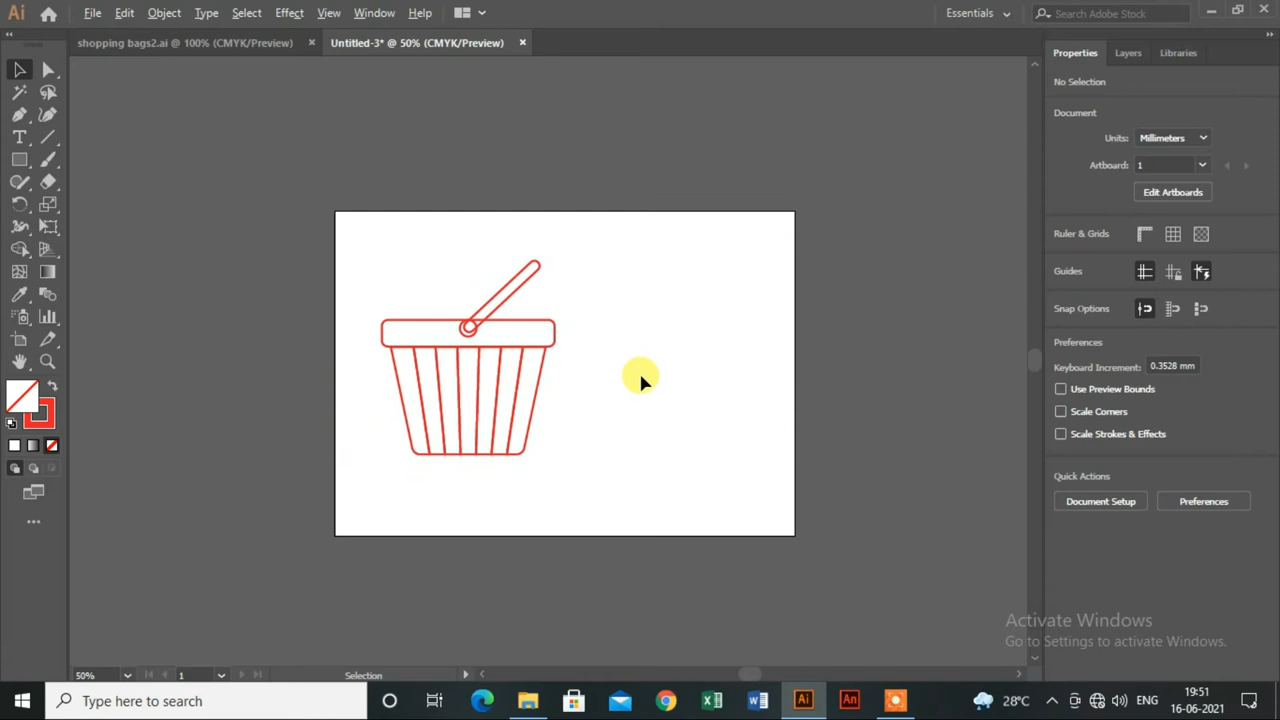 Ai File Edit Object Type Select Effect View Window Help Essentials Search Adobe Stock
shopping bags2.ai @ 100% (CMYK/Preview) × Untitled-3* @ 50% (CMYK/Preview) ×
Properties Layers Libraries
No Selection
Document
Units: Millimeters
Artboard: 1
Edit Artboards
Ruler & Grids
Guides
Snap Options
Preferences
Keyboard Increment: 0.3528 mm
Use Preview Bounds
Scale Corners
Scale Strokes & Effects
Quick Actions
Document Setup Preferences
Activate Windows
Go to Settings to activate Windows.
50% 1 Selection
Type here to search Ai An 28°C ENG 19:51
16-06-2021